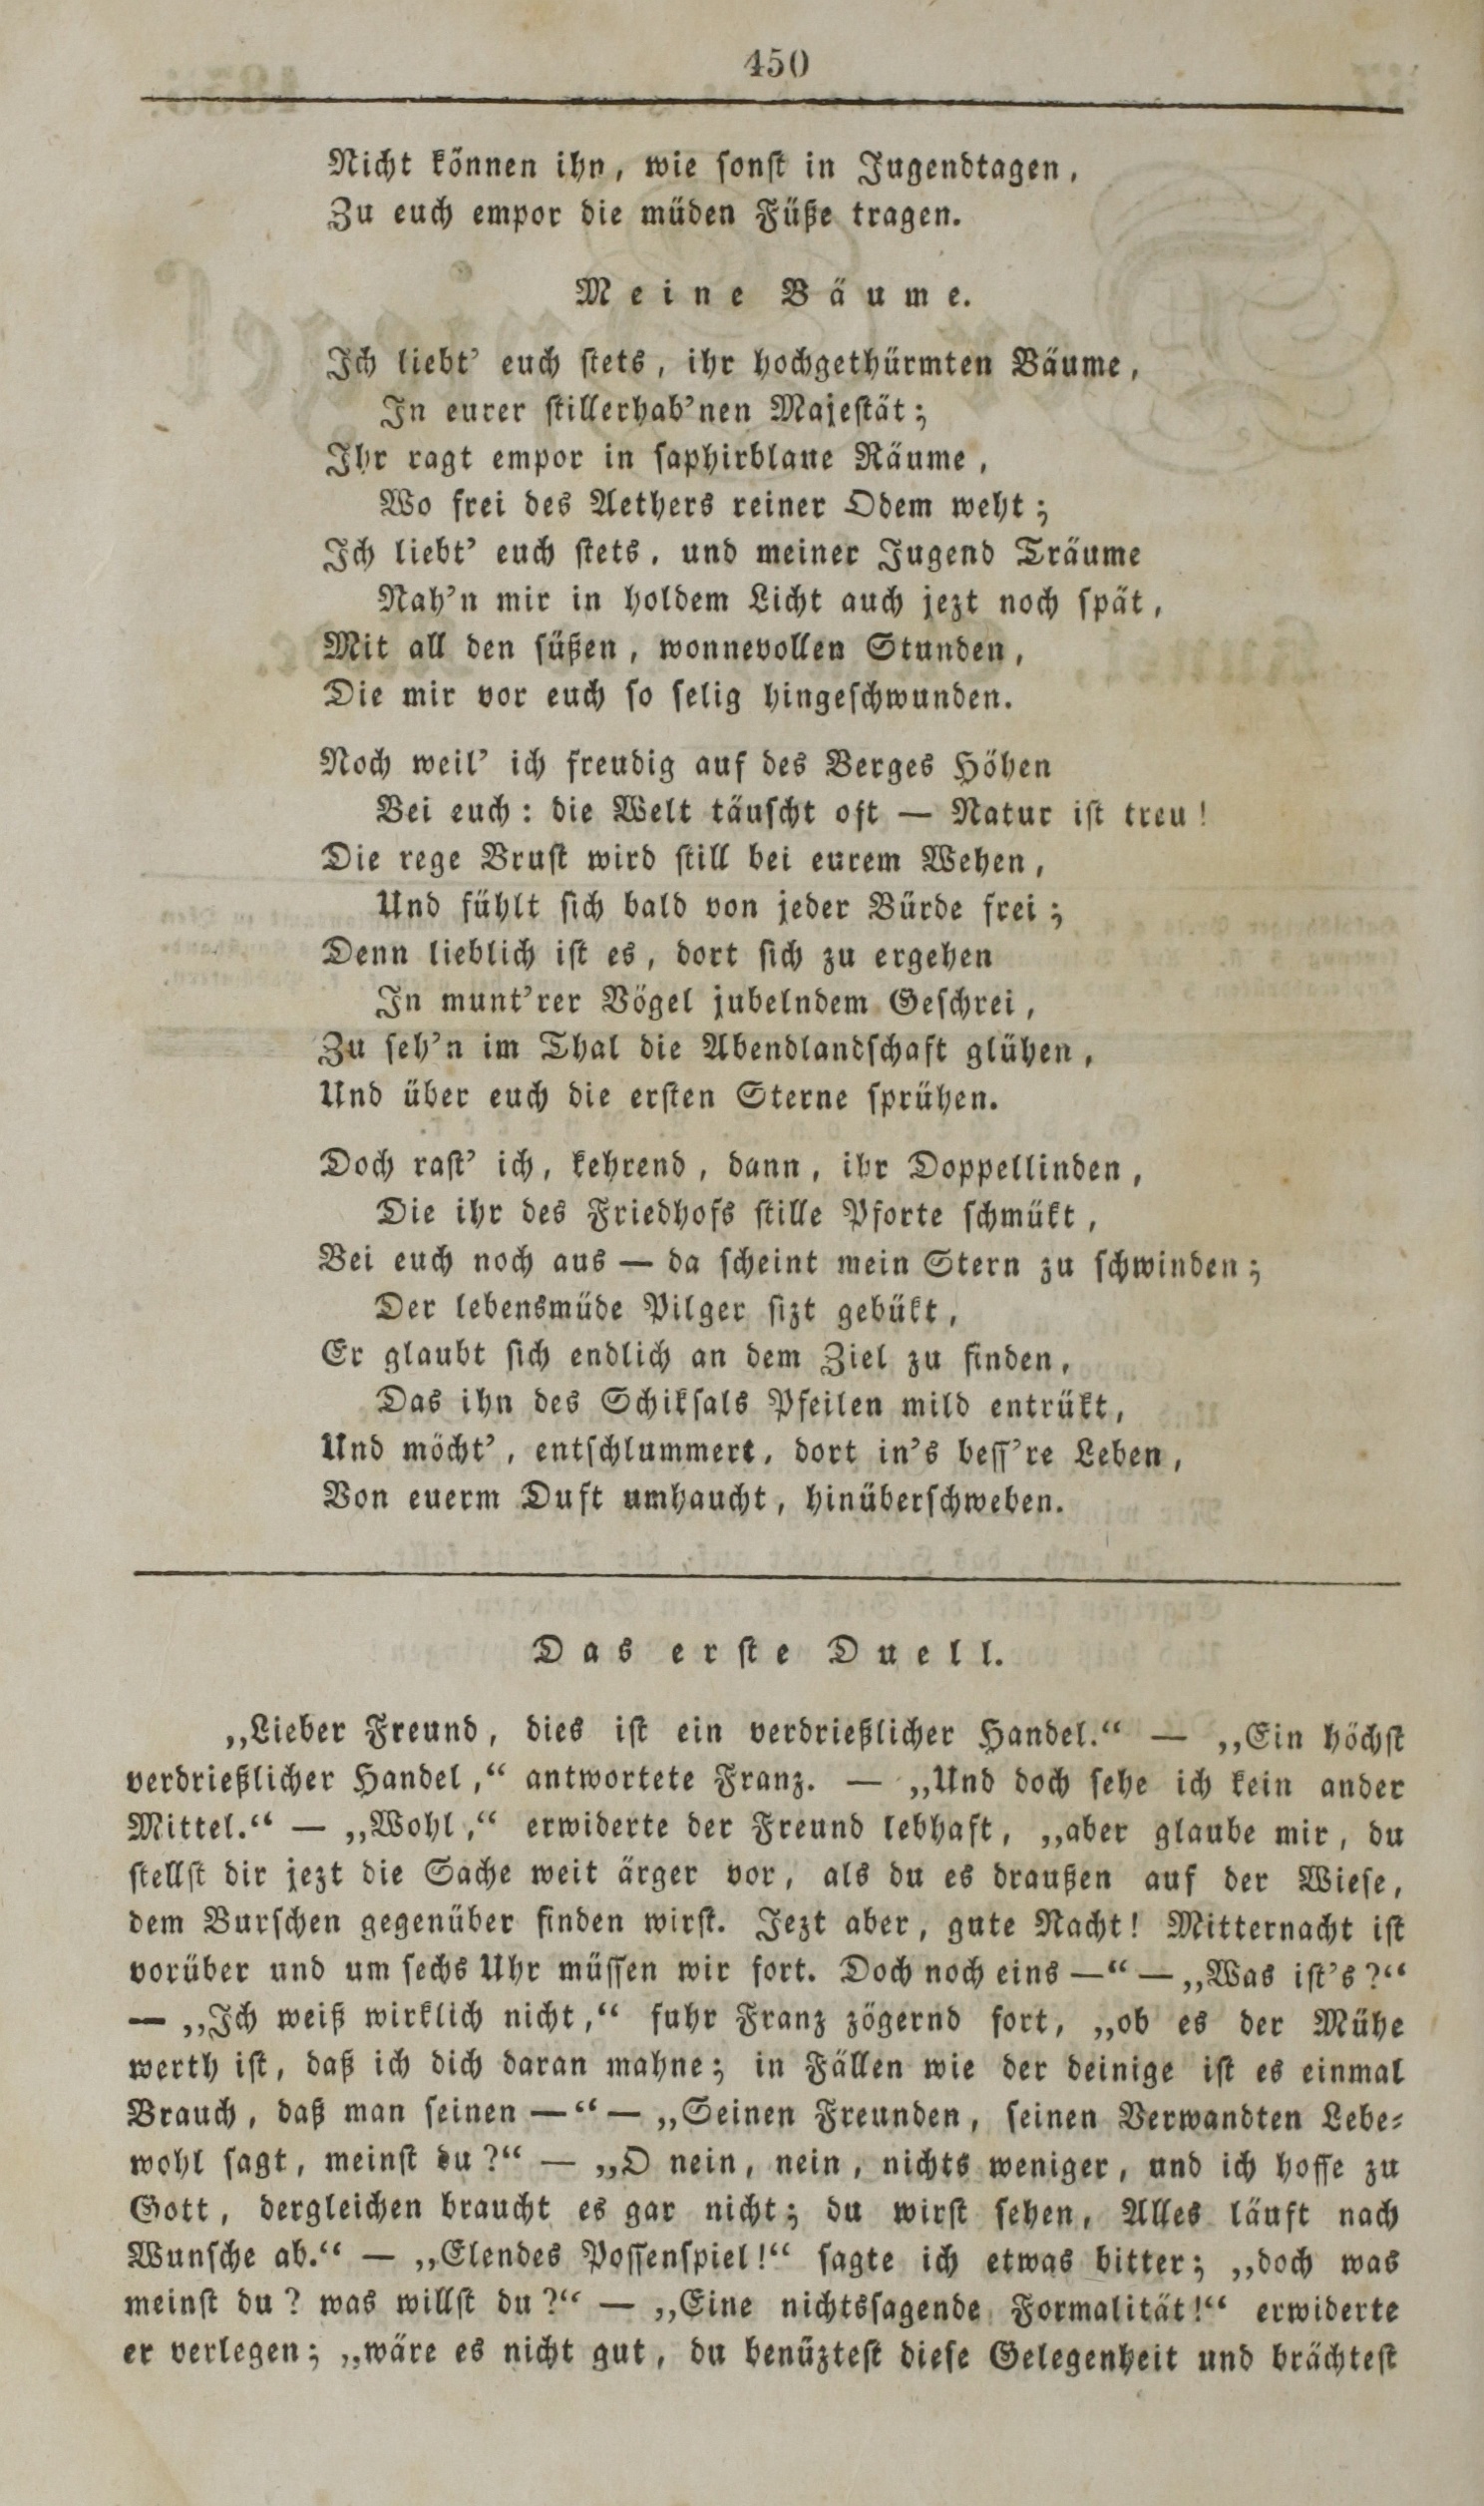 450
Nicht können ihn, wie sonst in Jugendtagen,
Zu euch empor die müden Füße tragen.
Meine Bäume.
Ich liebt' euch stets, ihr hochgethürmten Bäume,
In eurer stillerhab'nen Majestät;
Ihr ragt empor in saphirblaue Räume,
Wo frei des Aethers reiner Odem weht;
Ich liebt' euch stets, und meiner Jugend Träume
Nah'n mir in holdem Licht auch jezt noch spät,
Mit all den süßen, wonnevollen Stunden,
Die mir vor euch so selig hingeschwunden.
Noch weil' ich freudig auf des Berges Höhen
Bei euch: die Welt täuscht oft — Natur ist treu!
Die rege Brust wird still bei eurem Wehen,
Und fühlt sich bald von jeder Bürde frei;
Denn lieblich ist es, dort sich zu ergehen
In munt'rer Vögel jubelndem Geschrei,
Zu seh'n im Thal die Abendlandschaft glühen,
Und über euch die ersten Sterne sprühen.
Doch rast' ich, kehrend, dann, ihr Doppellinden,
Die ihr des Friedhofs stille Pforte schmükt,
Bei euch noch aus — da scheint mein Stern zu schwinden;
Der lebensmüde Pilger sizt gebükt,
Er glaubt sich endlich an dem Ziel zu finden,
Das ihn des Schiksals Pfeilen mild entrükt,
Und möcht', entschlummert, dort in's bess're Leben,
Von euerm Duft umhaucht, hinüberschweben.
Das erste Duell.
„Lieber Freund, dies ist ein verdrießlicher Handel.“ — „Ein höchst
verdrießlicher Handel,“ antwortete Franz. — „Und doch sehe ich kein ander
Mittel.“ — „Wohl,“ erwiderte der Freund lebhaft, „aber glaube mir, du
stellst dir jezt die Sache weit ärger vor, als du es draußen auf der Wiese,
dem Burschen gegenüber finden wirst. Jezt aber, gute Nacht! Mitternacht ist
vorüber und um sechs Uhr müssen wir fort. Doch noch eins —“ — „Was ist's?“
— „Ich weiß wirklich nicht,“ fuhr Franz zögernd fort, „ob es der Mühe
werth ist, daß ich dich daran mahne; in Fällen wie der deinige ist es einmal
Brauch, daß man seinen —“ — „Seinen Freunden, seinen Verwandten Lebe-
wohl sagt, meinst du?“ — „O nein, nein, nichts weniger, und ich hoffe zu
Gott, dergleichen braucht es gar nicht; du wirst sehen, Alles läuft nach
Wunsche ab.“ — „Elendes Possenspiel!“ sagte ich etwas bitter; „doch was
meinst du? was willst du?“ — „Eine nichtssagende Formalität!“ erwiderte
er verlegen; „wäre es nicht gut, du benüztest diese Gelegenheit und brächtest